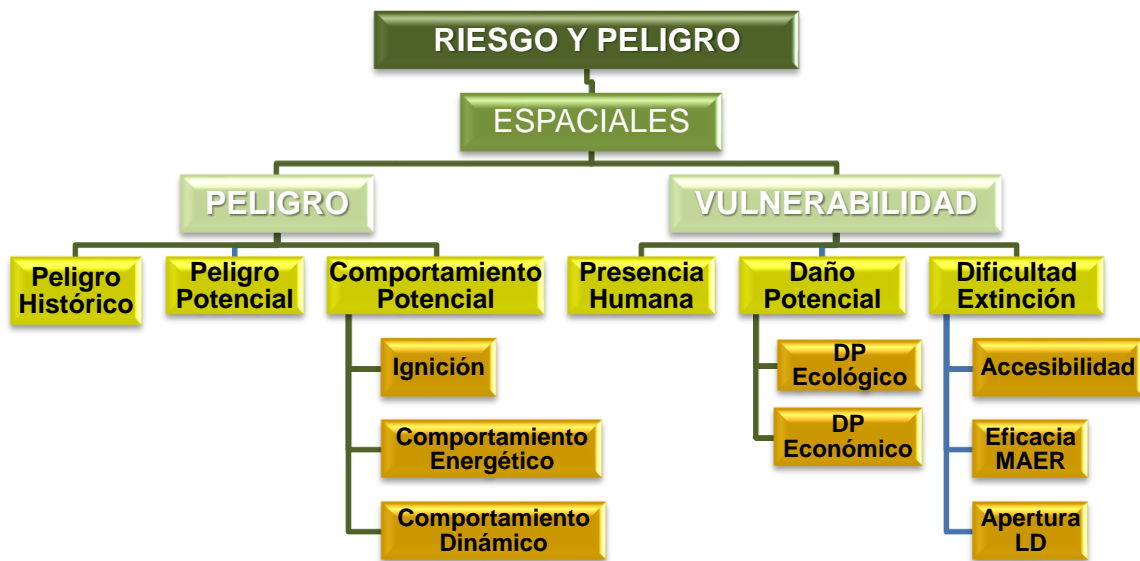 RIESGO Y PELIGRO
ESPACIALES
PELIGRO
VULNERABILIDAD
Peligro
Histórico
Peligro
Potencial
Comportamiento
Potencial
Presencia
Humana
Daño
Potencial
Dificultad
Extinción
Ignición
Comportamiento
Energético
Comportamiento
Dinámico
DP
Ecológico
DP
Económico
Accesibilidad
Eficacia
MAER
Apertura
LD